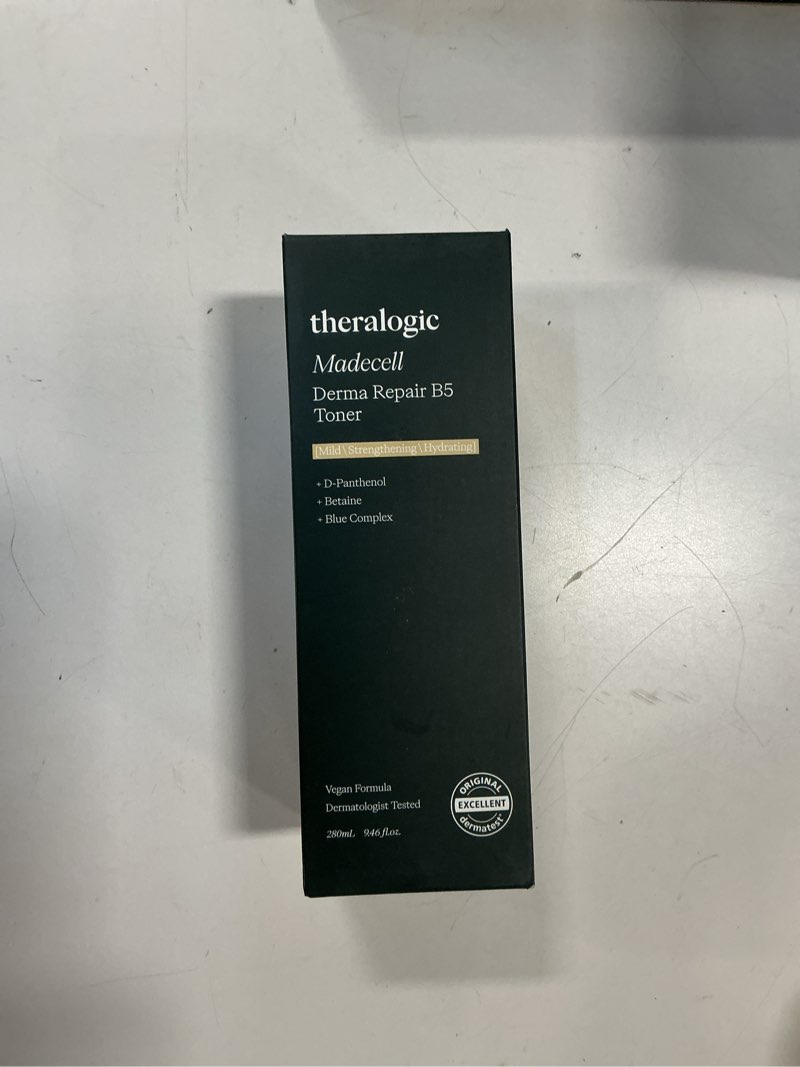 theralogic
Madecell
Derma Repair B5
Toner
[Mild \ Strengthening \ Hydrating]
+ D-Panthenol
+ Betaine
+ Blue Complex
Vegan Formula
Dermatologist Tested
280mL 9.46 fl.oz.
ORIGINAL
EXCELLENT
dermatest®